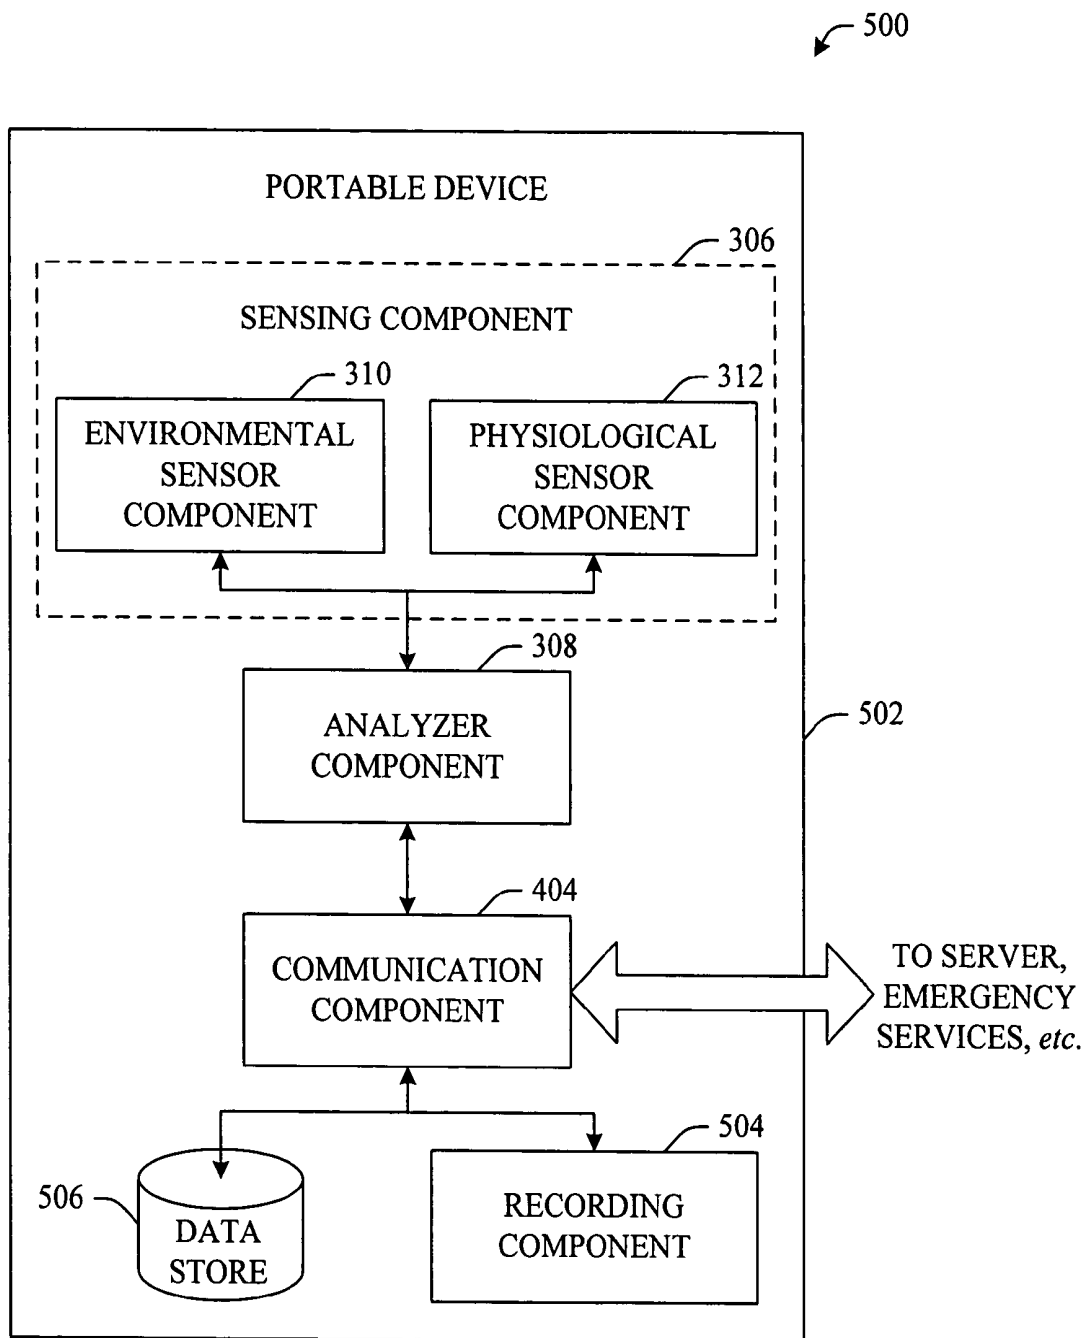 500
PORTABLE DEVICE
306
SENSING COMPONENT
310
312
ENVIRONMENTAL
SENSOR
COMPONENT
PHYSIOLOGICAL
SENSOR
COMPONENT
308
ANALYZER
COMPONENT
502
404
COMMUNICATION
COMPONENT
TO SERVER,
EMERGENCY
SERVICES, etc.
504
506
DATA
STORE
RECORDING
COMPONENT